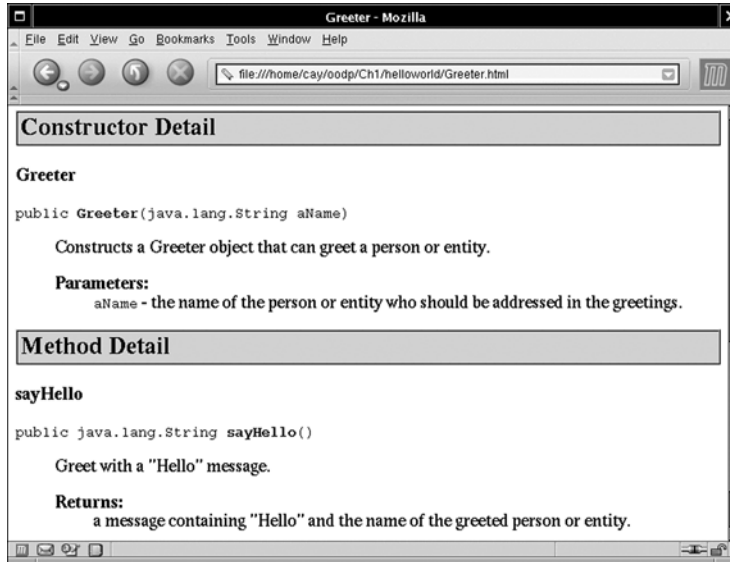 Greeter - Mozilla
File Edit View Go Bookmarks Tools Window Help
file:///home/cay/oodp/Ch1/helloworld/Greeter.html
Constructor Detail
Greeter
public Greeter(java.lang.String aName)
Constructs a Greeter object that can greet a person or entity.
Parameters:
aName - the name of the person or entity who should be addressed in the greetings.
Method Detail
sayHello
public java.lang.String sayHello()
Greet with a "Hello" message.
Returns:
a message containing "Hello" and the name of the greeted person or entity.